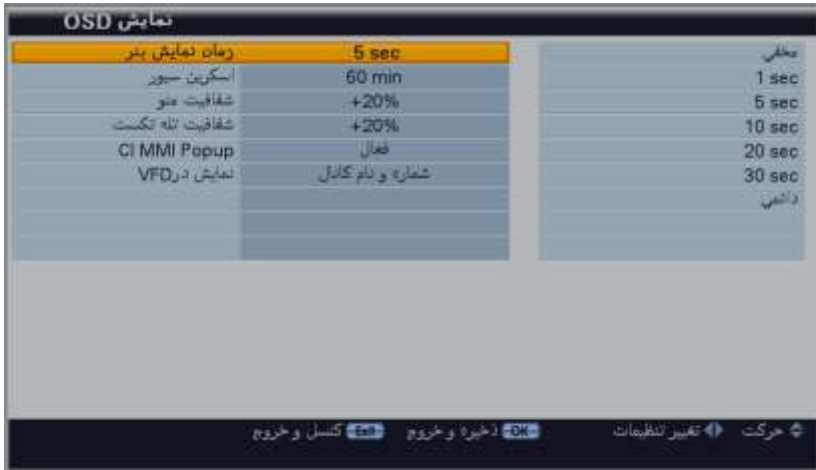 نمایش OSD
زمان نمایش بنر 5 sec
اسکرین سیور 60 min
شفافیت منو +20%
شفافیت تله تکست +20%
CI MMI Popup فعال
نمایش درVFD شماره و نام کانال
مخفی
1 sec
5 sec
10 sec
20 sec
30 sec
دائمی
حرکت تغییر تنظیمات OK ذخیره و خروج Exit کنسل و خروج